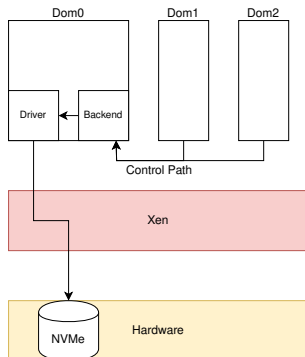 Dom0
Dom1
Dom2
Driver
Backend
Control Path
Xen
Hardware
NVMe